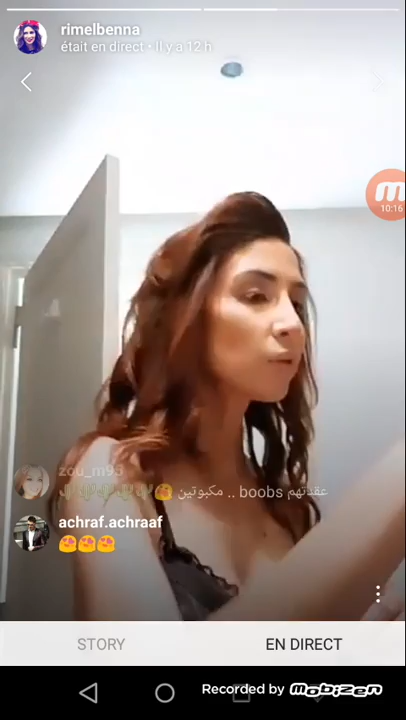 rimelbenna
était en direct • Il y a 12 h
10:16
zou_m93
عقدتهم boobs .. مكبوتين
achraf.achraaf
STORY
EN DIRECT
Recorded by mobizen